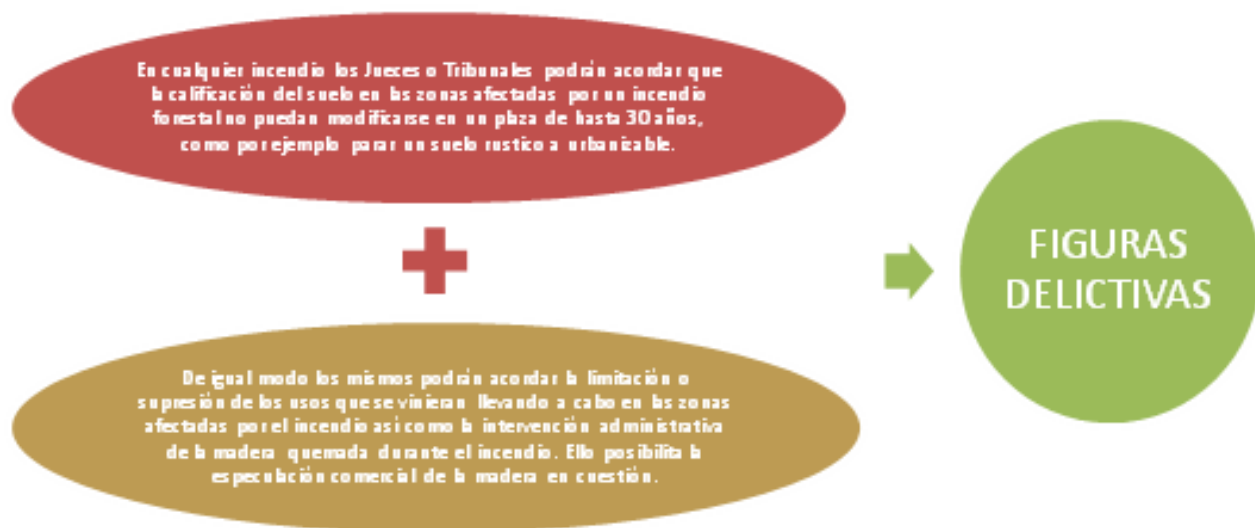 En cualquier incendio los Jueces o Tribunales podrán acordar que
la calificación del suelo en las zonas afectadas por un incendio
forestal no puedan modificarse en un plazo de hasta 30 años,
como por ejemplo parar un suelo rustico a urbanizable.
De igual modo los mismos podrán acordar la limitación o
supresión de los usos que se vinieran llevando a cabo en las zonas
afectadas por el incendio así como la intervención administrativa
de la madera quemada durante el incendio. Ello posibilita la
especulación comercial de la madera en cuestión.
FIGURAS
DELICTIVAS